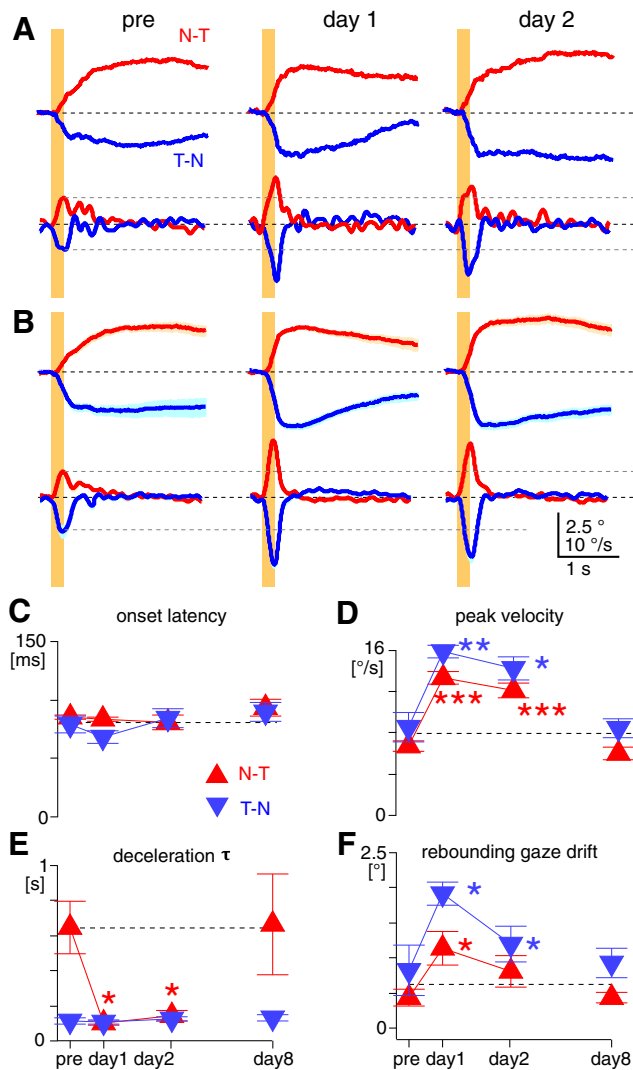 A pre day 1 day 2
N-T
T-N
B
2.5 °
10 °/s
1 s
C onset latency
150
[ms]
0
N-T
T-N
D peak velocity
16
[°/s]
0
**
*
***
***
E deceleration τ
1
[s]
0
*
*
pre day1 day2 day8
F rebounding gaze drift
2.5
[°]
0
*
*
*
pre day1 day2 day8